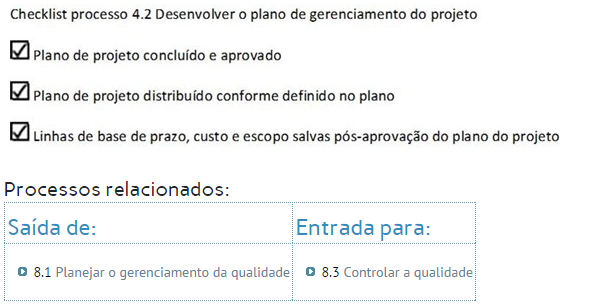 Checklist processo 4.2 Desenvolver o plano de gerenciamento do projeto
Plano de projeto concluído e aprovado
Plano de projeto distribuído conforme definido no plano
Linhas de base de prazo, custo e escopo salvas pós-aprovação do plano do projeto
Processos relacionados:
Saída de:
Entrada para:
8.1 Planejar o gerenciamento da qualidade
8.3 Controlar a qualidade